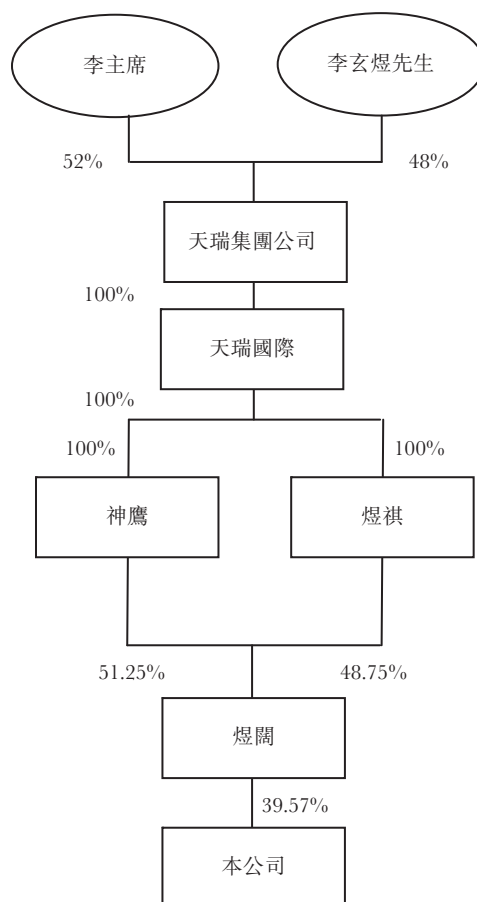 李主席
李玄煜先生
52%
48%
天瑞集團公司
100%
天瑞國際
100%
100%
100%
神鷹
煜祺
51.25%
48.75%
煜闊
39.57%
本公司